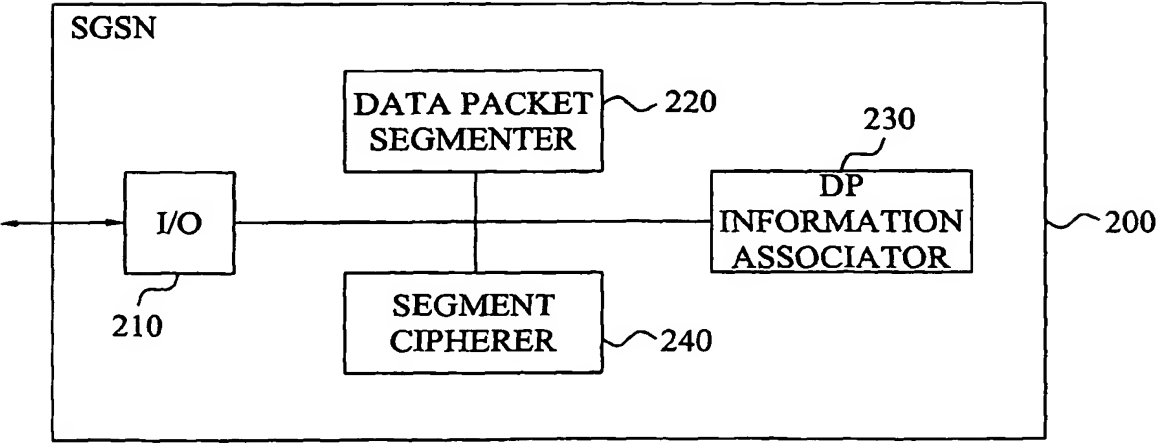 SGSN
DATA PACKET
SEGMENTER
220
230
DP
INFORMATION
ASSOCIATOR
I/O
200
210
SEGMENT
CIPHERER
240